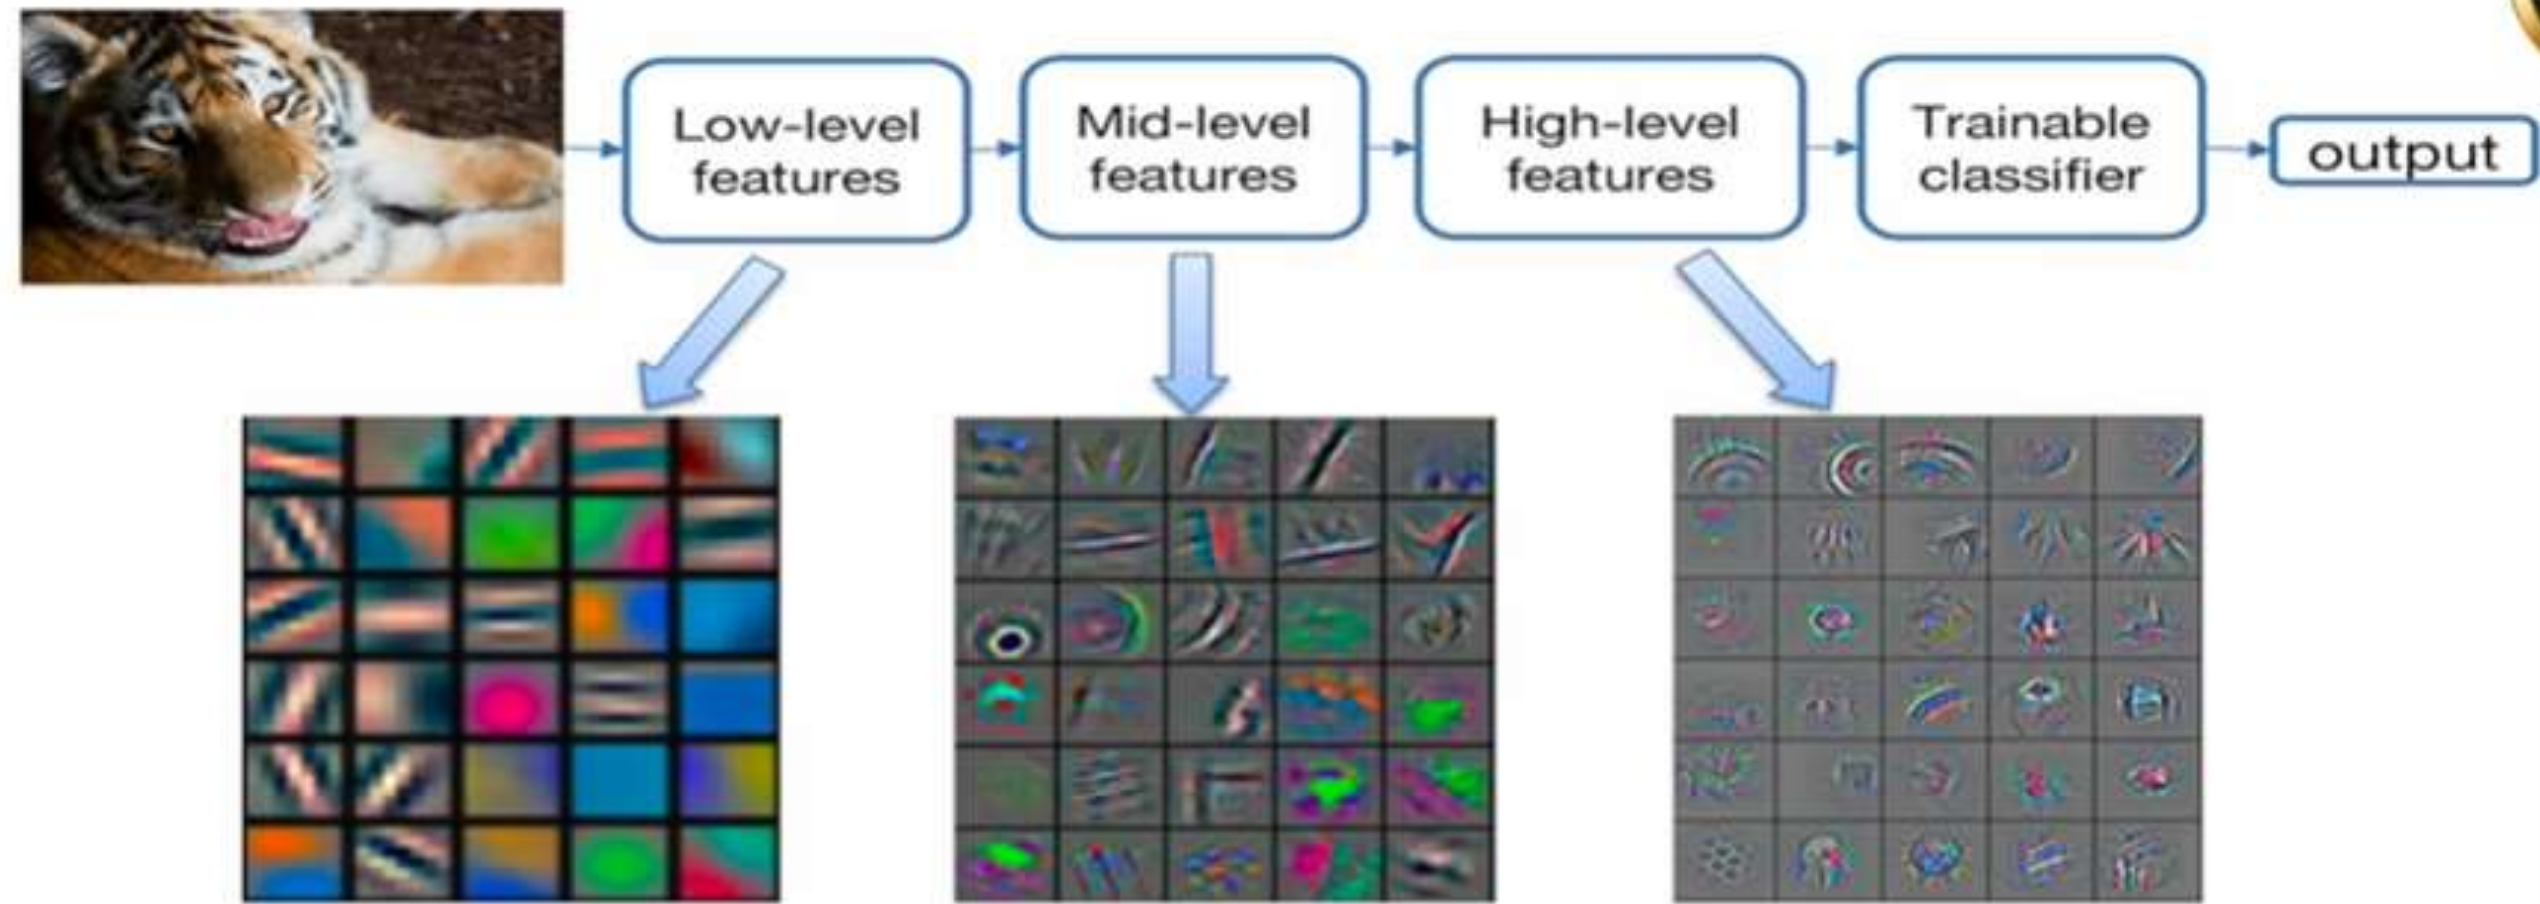 Low-level
features
Mid-level
features
High-level
features
Trainable
classifier
output